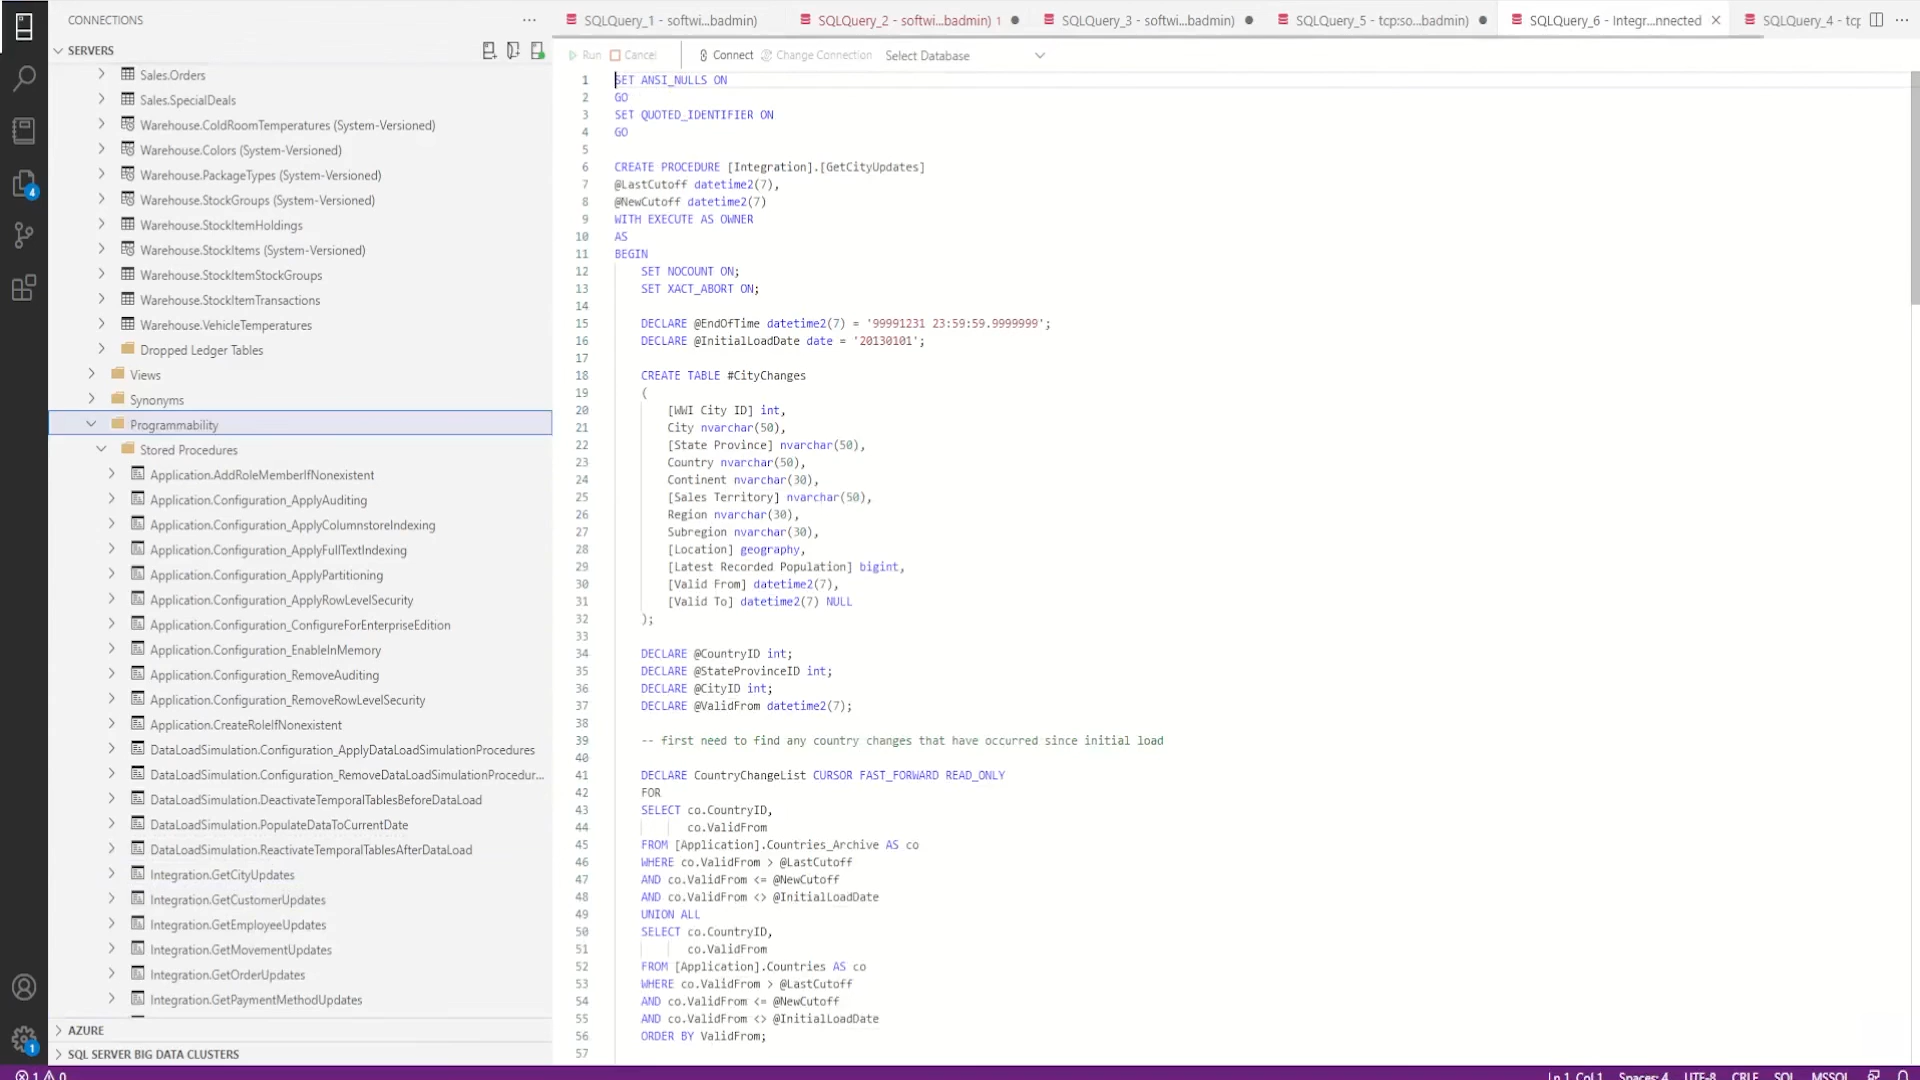 CONNECTIONS
SERVERS
Sales.Orders
Sales.SpecialDeals
Warehouse.ColdRoomTemperatures (System-Versioned)
Warehouse.Colors (System-Versioned)
Warehouse.PackageTypes (System-Versioned)
Warehouse.StockGroups (System-Versioned)
Warehouse.StockItemHoldings
Warehouse.StockItems (System-Versioned)
Warehouse.StockItemStockGroups
Warehouse.StockItemTransactions
Warehouse.VehicleTemperatures
Dropped Ledger Tables
Views
Synonyms
Programmability
Stored Procedures
Application.AddRoleMemberIfNonexistent
Application.Configuration_ApplyAuditing
Application.Configuration_ApplyColumnstoreIndexing
Application.Configuration_ApplyFullTextIndexing
Application.Configuration_ApplyPartitioning
Application.Configuration_ApplyRowLevelSecurity
Application.Configuration_ConfigureForEnterpriseEdition
Application.Configuration_EnableInMemory
Application.Configuration_RemoveAuditing
Application.Configuration_RemoveRowLevelSecurity
Application.CreateRoleIfNonexistent
DataLoadSimulation.Configuration_ApplyDataLoadSimulationProcedures
DataLoadSimulation.Configuration_RemoveDataLoadSimulationProcedur...
DataLoadSimulation.DeactivateTemporalTablesBeforeDataLoad
DataLoadSimulation.PopulateDataToCurrentDate
DataLoadSimulation.ReactivateTemporalTablesAfterDataLoad
Integration.GetCityUpdates
Integration.GetCustomerUpdates
Integration.GetEmployeeUpdates
Integration.GetMovementUpdates
Integration.GetOrderUpdates
Integration.GetPaymentMethodUpdates
AZURE
SQL SERVER BIG DATA CLUSTERS
4
1
SQLQuery_1 - softwi...badmin) SQLQuery_2 - softwi...badmin) 1 SQLQuery_3 - softwi...badmin) SQLQuery_5 - tcp:so...badmin) SQLQuery_6 - Integr...nnected SQLQuery_4 - tcp
Run Cancel Connect Change Connection Select Database
1 SET ANSI_NULLS ON
2 GO
3 SET QUOTED_IDENTIFIER ON
4 GO
5
6 CREATE PROCEDURE [Integration].[GetCityUpdates]
7 @LastCutoff datetime2(7),
8 @NewCutoff datetime2(7)
9 WITH EXECUTE AS OWNER
10 AS
11 BEGIN
12 SET NOCOUNT ON;
13 SET XACT_ABORT ON;
14
15 DECLARE @EndOfTime datetime2(7) = '99991231 23:59:59.9999999';
16 DECLARE @InitialLoadDate date = '20130101';
17
18 CREATE TABLE #CityChanges
19 (
20 [WWI City ID] int,
21 City nvarchar(50),
22 [State Province] nvarchar(50),
23 Country nvarchar(50),
24 Continent nvarchar(30),
25 [Sales Territory] nvarchar(50),
26 Region nvarchar(30),
27 Subregion nvarchar(30),
28 [Location] geography,
29 [Latest Recorded Population] bigint,
30 [Valid From] datetime2(7),
31 [Valid To] datetime2(7) NULL
32 );
33
34 DECLARE @CountryID int;
35 DECLARE @StateProvinceID int;
36 DECLARE @CityID int;
37 DECLARE @ValidFrom datetime2(7);
38
39 -- first need to find any country changes that have occurred since initial load
40
41 DECLARE CountryChangeList CURSOR FAST_FORWARD READ_ONLY
42 FOR
43 SELECT co.CountryID,
44 co.ValidFrom
45 FROM [Application].Countries_Archive AS co
46 WHERE co.ValidFrom > @LastCutoff
47 AND co.ValidFrom <= @NewCutoff
48 AND co.ValidFrom <> @InitialLoadDate
49 UNION ALL
50 SELECT co.CountryID,
51 co.ValidFrom
52 FROM [Application].Countries AS co
53 WHERE co.ValidFrom > @LastCutoff
54 AND co.ValidFrom <= @NewCutoff
55 AND co.ValidFrom <> @InitialLoadDate
56 ORDER BY ValidFrom;
57
1 0 Ln 1, Col 1 Spaces: 4 UTF-8 CRLF SQL MSSQL